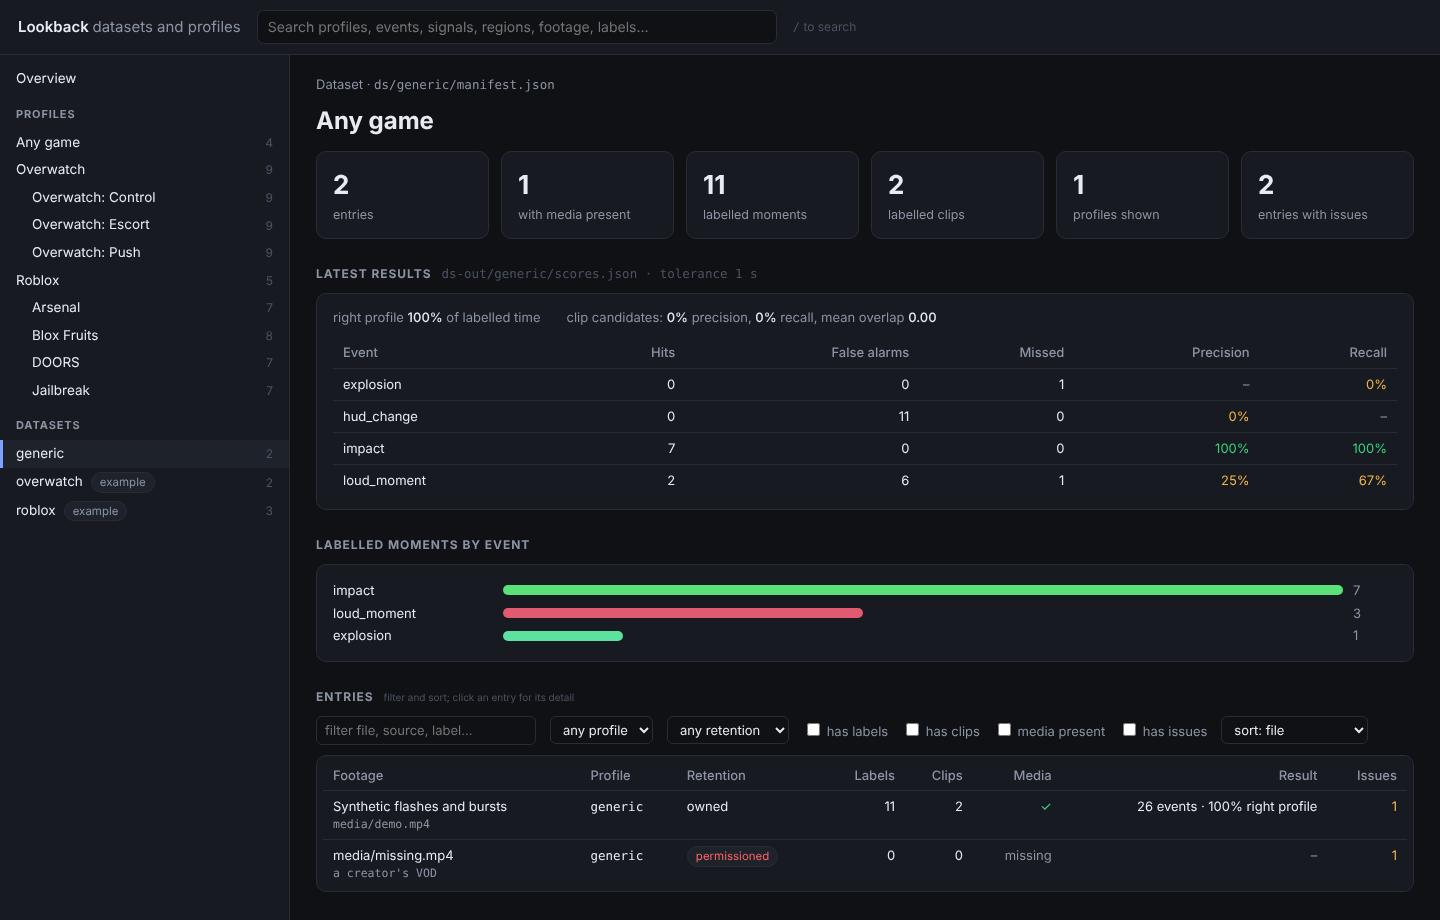 Lookback datasets and profiles
Search profiles, events, signals, regions, footage, labels...
/ to search
Overview
PROFILES
Any game 4
Overwatch 9
Overwatch: Control 9
Overwatch: Escort 9
Overwatch: Push 9
Roblox 5
Arsenal 7
Blox Fruits 8
DOORS 7
Jailbreak 7
DATASETS
generic 2
overwatch example 2
roblox example 3
Dataset · ds/generic/manifest.json
Any game
2
entries
1
with media present
11
labelled moments
2
labelled clips
1
profiles shown
2
entries with issues
LATEST RESULTS ds-out/generic/scores.json · tolerance 1 s
right profile 100% of labelled time clip candidates: 0% precision, 0% recall, mean overlap 0.00
Event Hits False alarms Missed Precision Recall
explosion 0 0 1 – 0%
hud_change 0 11 0 0% –
impact 7 0 0 100% 100%
loud_moment 2 6 1 25% 67%
LABELLED MOMENTS BY EVENT
impact 7
loud_moment 3
explosion 1
ENTRIES filter and sort; click an entry for its detail
filter file, source, label... any profile any retention has labels has clips media present has issues sort: file
Footage Profile Retention Labels Clips Media Result Issues
Synthetic flashes and bursts generic owned 11 2 ✓ 26 events · 100% right profile 1
media/demo.mp4
media/missing.mp4 generic permissioned 0 0 missing – 1
a creator's VOD